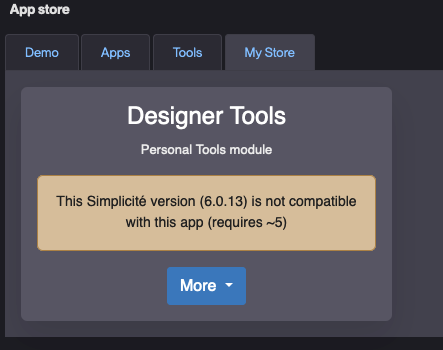 App store
Demo
Apps
Tools
My Store
Designer Tools
Personal Tools module
This Simplicité version (6.0.13) is not compatible
with this app (requires ~5)
More